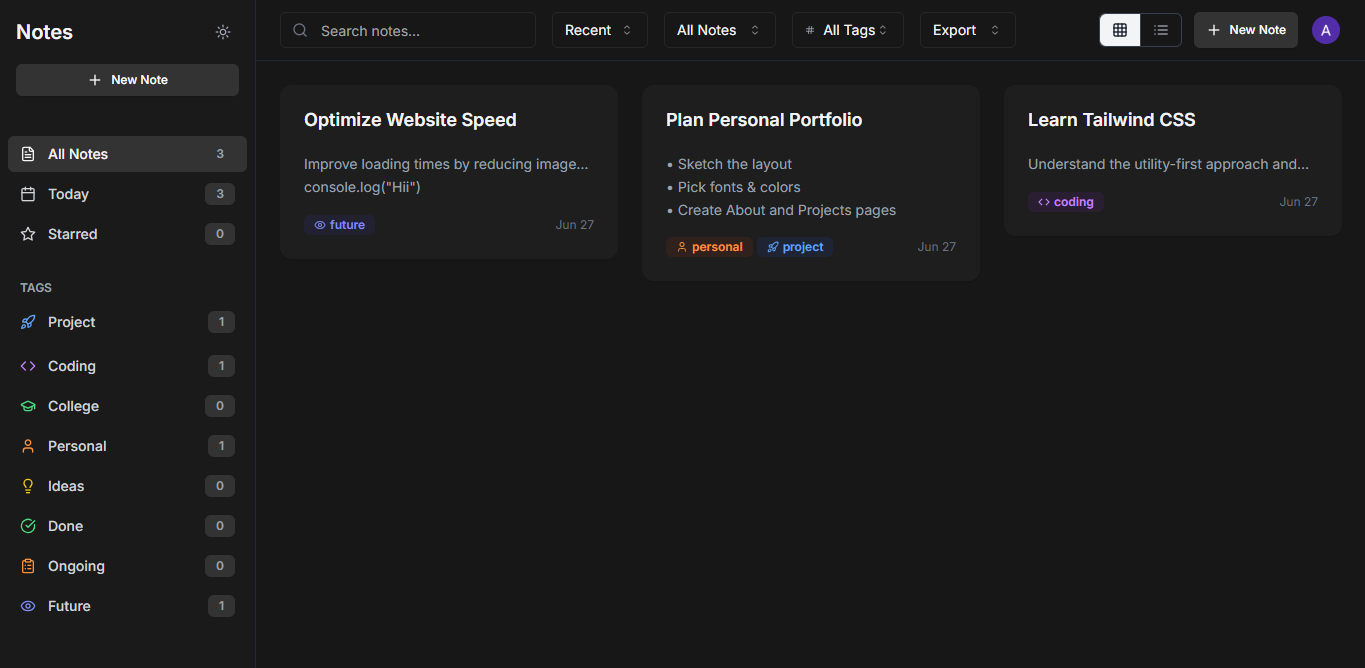 Notes
New Note
All Notes 3
Today 3
Starred 0
TAGS
Project 1
Coding 1
College 0
Personal 1
Ideas 0
Done 0
Ongoing 0
Future 1
Search notes... Recent All Notes # All Tags Export New Note A
Optimize Website Speed
Improve loading times by reducing image...
console.log("Hii")
future Jun 27
Plan Personal Portfolio
• Sketch the layout
• Pick fonts & colors
• Create About and Projects pages
personal project Jun 27
Learn Tailwind CSS
Understand the utility-first approach and...
coding Jun 27